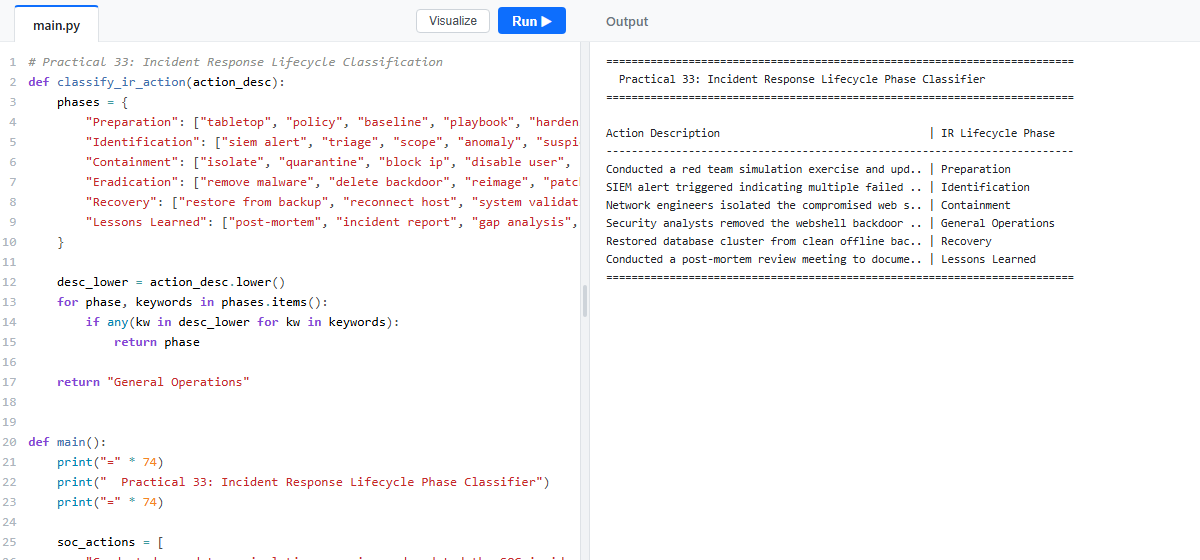 main.py
Visualize
Run ▶
Output
1 # Practical 33: Incident Response Lifecycle Classification
2 def classify_ir_action(action_desc):
3     phases = {
4         "Preparation": ["tabletop", "policy", "baseline", "playbook", "harden
5         "Identification": ["siem alert", "triage", "scope", "anomaly", "suspi
6         "Containment": ["isolate", "quarantine", "block ip", "disable user",
7         "Eradication": ["remove malware", "delete backdoor", "reimage", "patc
8         "Recovery": ["restore from backup", "reconnect host", "system validat
9         "Lessons Learned": ["post-mortem", "incident report", "gap analysis",
10     }
11
12     desc_lower = action_desc.lower()
13     for phase, keywords in phases.items():
14         if any(kw in desc_lower for kw in keywords):
15             return phase
16
17     return "General Operations"
18
19
20 def main():
21     print("=" * 74)
22     print("  Practical 33: Incident Response Lifecycle Phase Classifier")
23     print("=" * 74)
24
25     soc_actions = [
==========================================================================
  Practical 33: Incident Response Lifecycle Phase Classifier
==========================================================================
Action Description                                 | IR Lifecycle Phase
--------------------------------------------------------------------------
Conducted a red team simulation exercise and upd.. | Preparation
SIEM alert triggered indicating multiple failed .. | Identification
Network engineers isolated the compromised web s.. | Containment
Security analysts removed the webshell backdoor .. | General Operations
Restored database cluster from clean offline bac.. | Recovery
Conducted a post-mortem review meeting to docume.. | Lessons Learned
==========================================================================